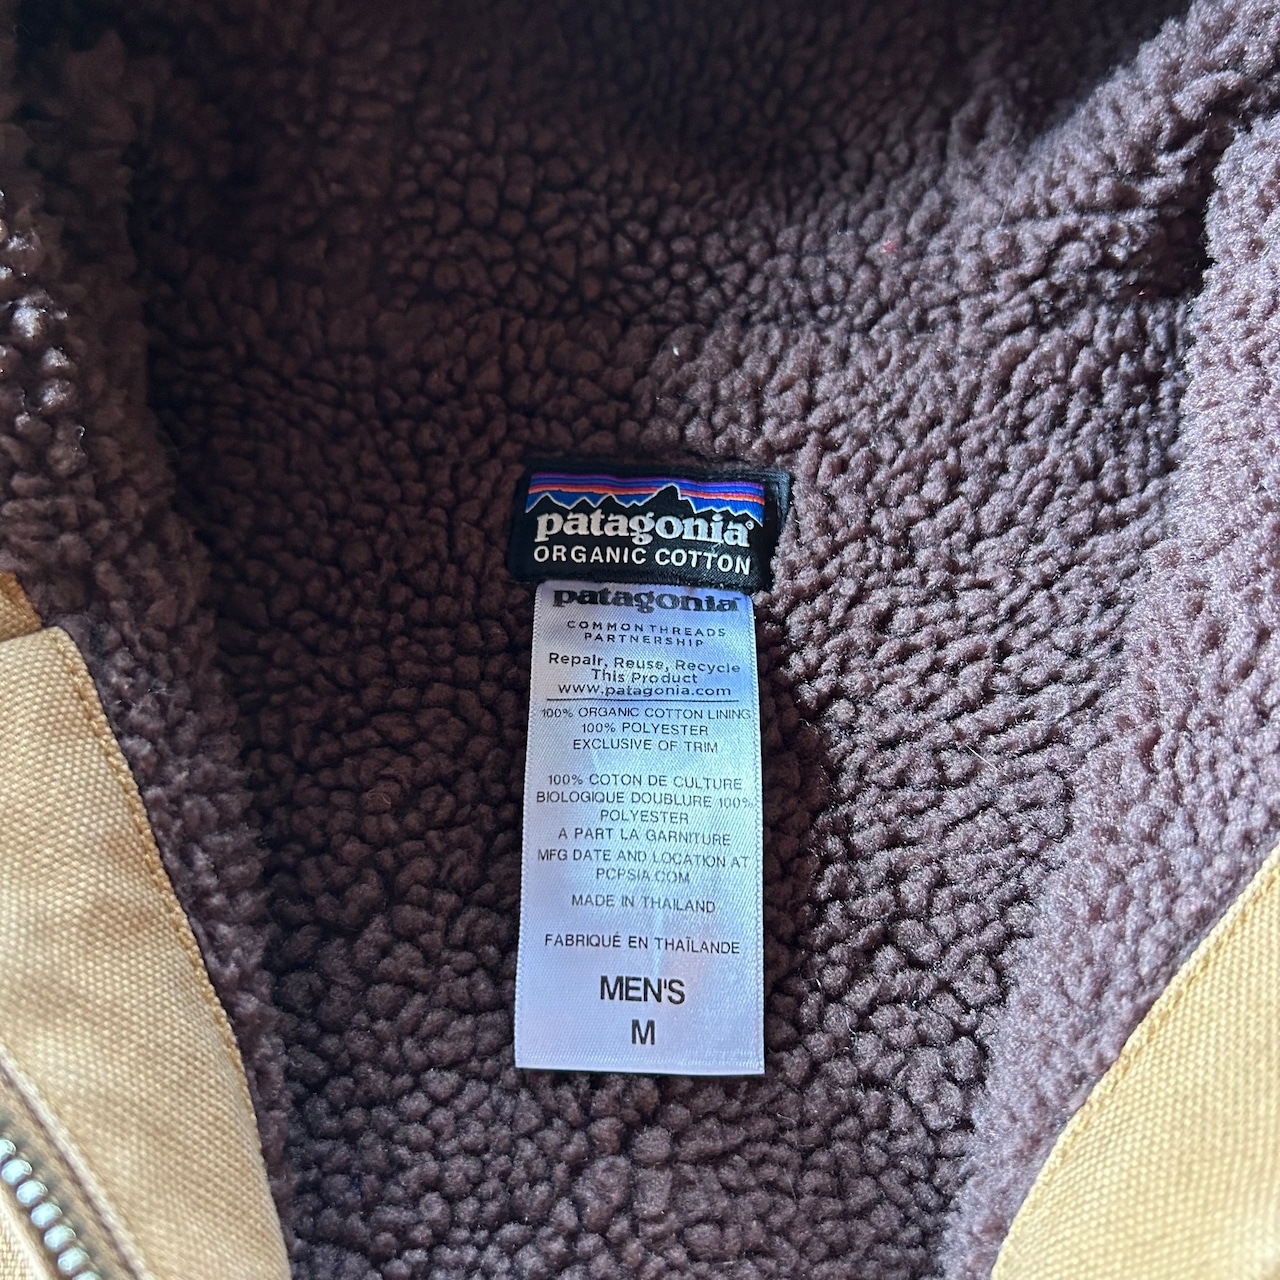 patagonia®
ORGANIC COTTON
patagonia
COMMON THREADS
PARTNERSHIP
Repair, Reuse, Recycle
This Product
www.patagonia.com
100% ORGANIC COTTON LINING
100% POLYESTER
EXCLUSIVE OF TRIM
100% COTON DE CULTURE
BIOLOGIQUE DOUBLURE 100%
POLYESTER
A PART LA GARNITURE
MFG DATE AND LOCATION AT
PCPSIA.COM
MADE IN THAILAND
FABRIQUÉ EN THAÏLANDE
MEN'S
M